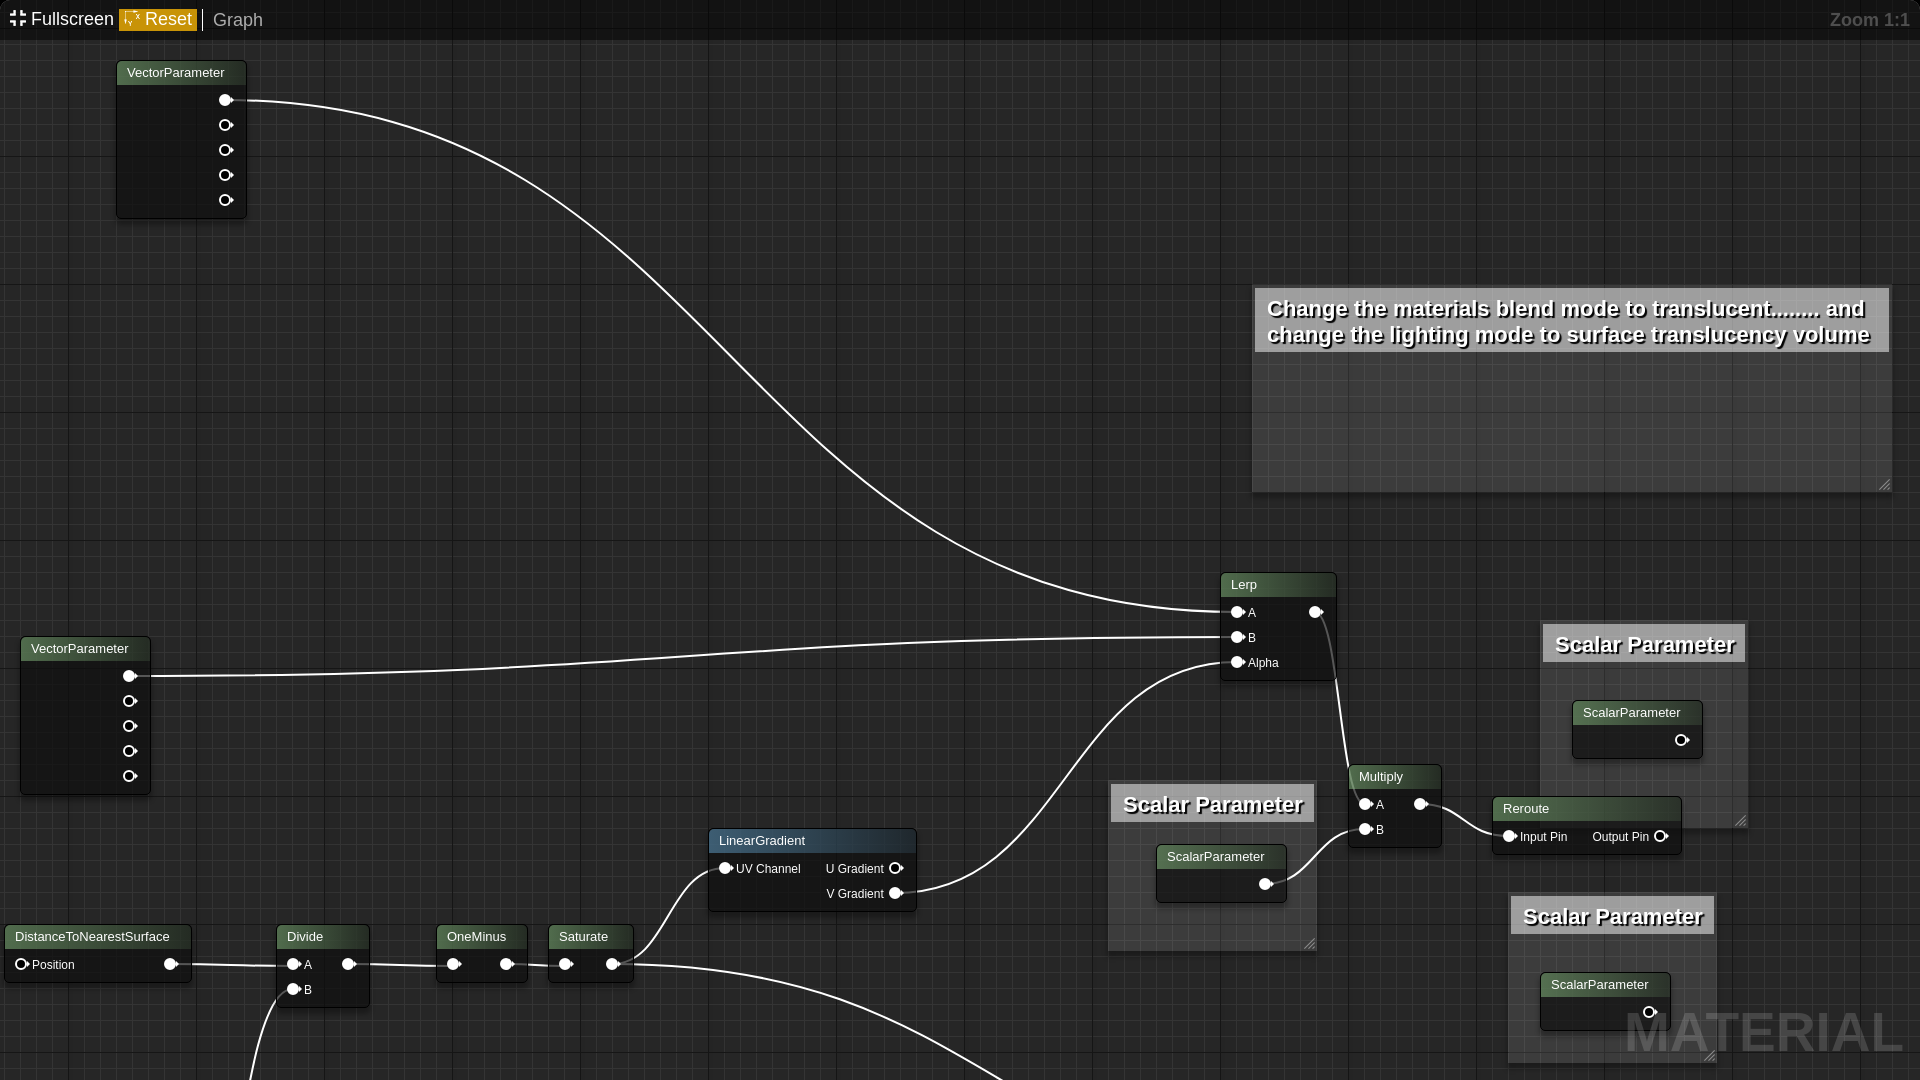 Fullscreen Reset Graph
Zoom 1:1
VectorParameter
Change the materials blend mode to translucent........ and
change the lighting mode to surface translucency volume
Lerp
A
B
Alpha
VectorParameter
Scalar Parameter
ScalarParameter
Multiply
A
B
Scalar Parameter
ScalarParameter
Reroute
Input Pin Output Pin
LinearGradient
UV Channel U Gradient
V Gradient
Scalar Parameter
ScalarParameter
DistanceToNearestSurface
Position
Divide
A
B
OneMinus
Saturate
MATERIAL